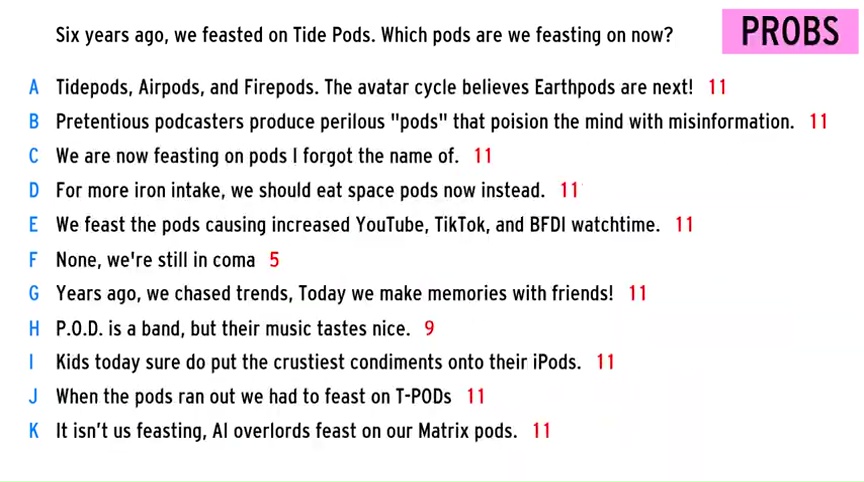 Six years ago, we feasted on Tide Pods. Which pods are we feasting on now?
PROBS
A Tidepods, Airpods, and Firepods. The avatar cycle believes Earthpods are next! 11
B Pretentious podcasters produce perilous "pods" that poision the mind with misinformation. 11
C We are now feasting on pods I forgot the name of. 11
D For more iron intake, we should eat space pods now instead. 11
E We feast the pods causing increased YouTube, TikTok, and BFDI watchtime. 11
F None, we're still in coma 5
G Years ago, we chased trends, Today we make memories with friends! 11
H P.O.D. is a band, but their music tastes nice. 9
I Kids today sure do put the crustiest condiments onto their iPods. 11
J When the pods ran out we had to feast on T-PODs 11
K It isn’t us feasting, AI overlords feast on our Matrix pods. 11